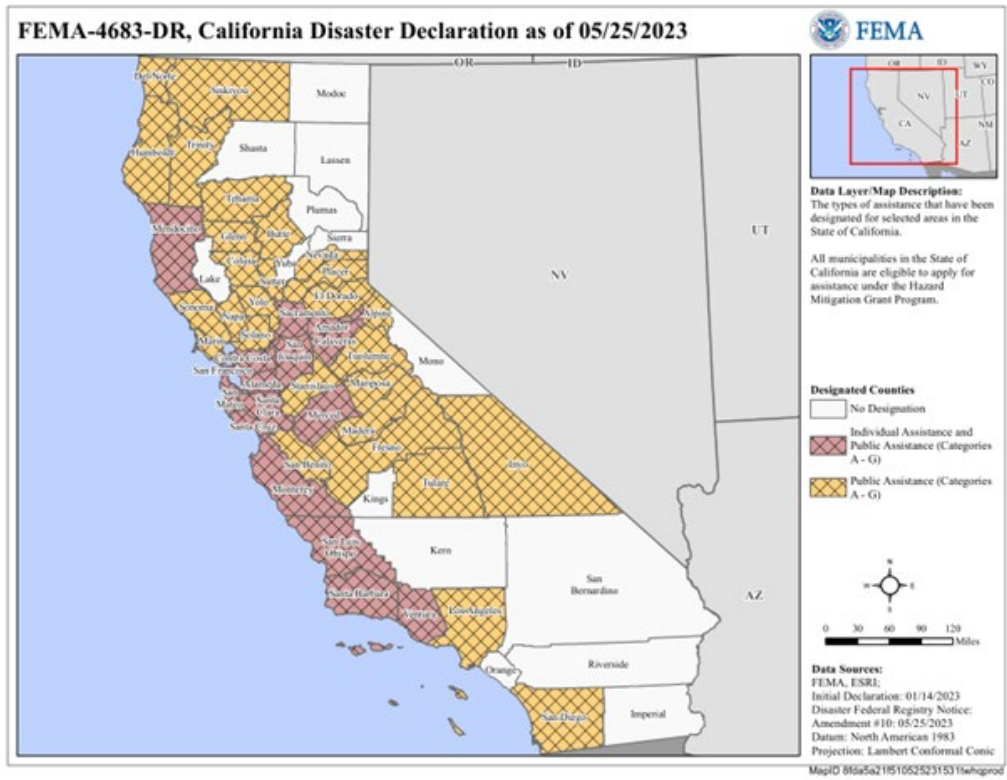 FEMA-4683-DR, California Disaster Declaration as of 05/25/2023
FEMA
OR
ID
Del Norte
Siskiyou
Modoc
Humboldt
Trinity
Shasta
Lassen
Tehama
Plumas
Mendocino
Glenn
Butte
Sierra
Nevada
Colusa
Yuba
Placer
Lake
Sutter
El Dorado
Sonoma
Napa
Yolo
Sacramento
Alpine
Marin
Solano
Amador
Calaveras
San
Joaquin
Contra Costa
San Francisco
Tuolumne
Mono
Alameda
Stanislaus
Mariposa
San
Mateo
Santa
Clara
Merced
Santa Cruz
Madera
Fresno
San Benito
Inyo
Tulare
Monterey
Kings
San Luis
Obispo
Kern
San
Bernardino
Santa Barbara
Ventura
Los Angeles
Orange
Riverside
San Diego
Imperial
NV
UT
AZ
OR
ID
WY
NV
UT
CO
CA
AZ
NM
Data Layer/Map Description:
The types of assistance that have been
designated for selected areas in the
State of California.
All municipalities in the State of
California are eligible to apply for
assistance under the Hazard
Mitigation Grant Program.
Designated Counties
No Designation
Individual Assistance and
Public Assistance (Categories
A - G)
Public Assistance (Categories
A - G)
N
W
E
S
0 30 60 90 120
Miles
Data Sources:
FEMA, ESRI;
Initial Declaration: 01/14/2023
Disaster Federal Registry Notice:
Amendment #10: 05/25/2023
Datum: North American 1983
Projection: Lambert Conformal Conic
MapID